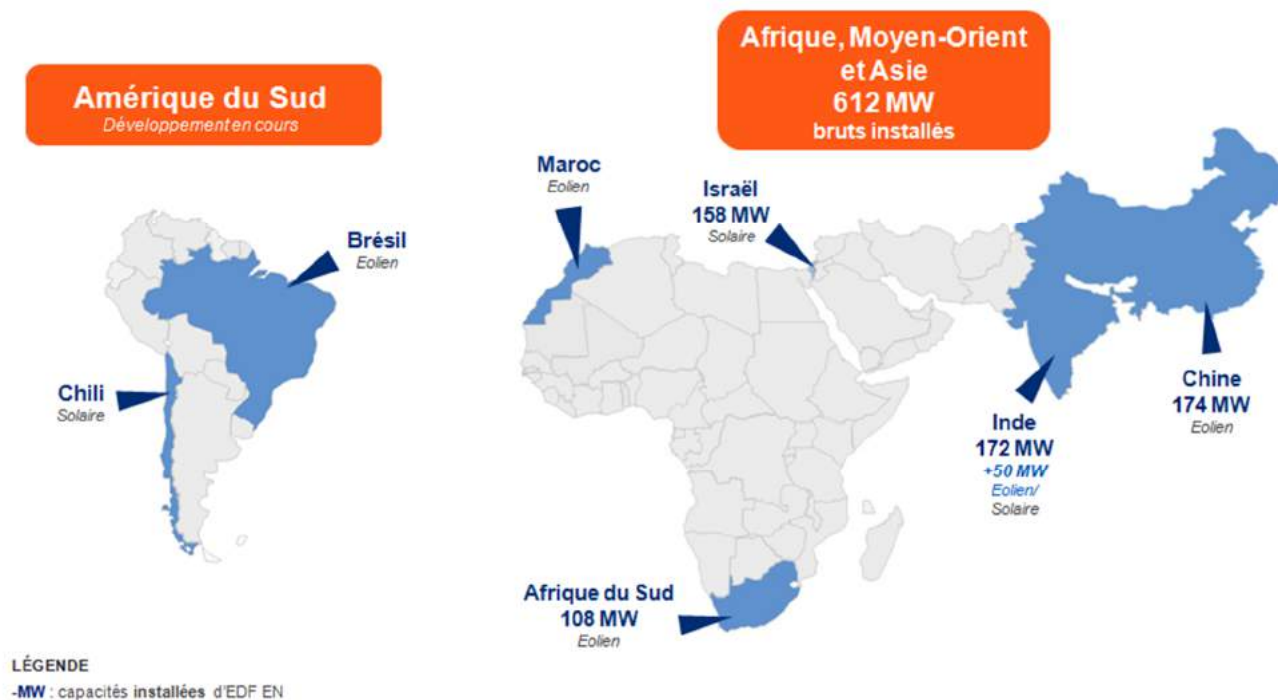 Amérique du Sud
Développement en cours
Afrique, Moyen-Orient
et Asie
612 MW
bruts installés
Brésil
Eolien
Chili
Solaire
Maroc
Eolien
Israël
158 MW
Solaire
Chine
174 MW
Eolien
Inde
172 MW
+50 MW
Eolien/
Solaire
Afrique du Sud
108 MW
Eolien
LÉGENDE
-MW : capacités installées d'EDF EN